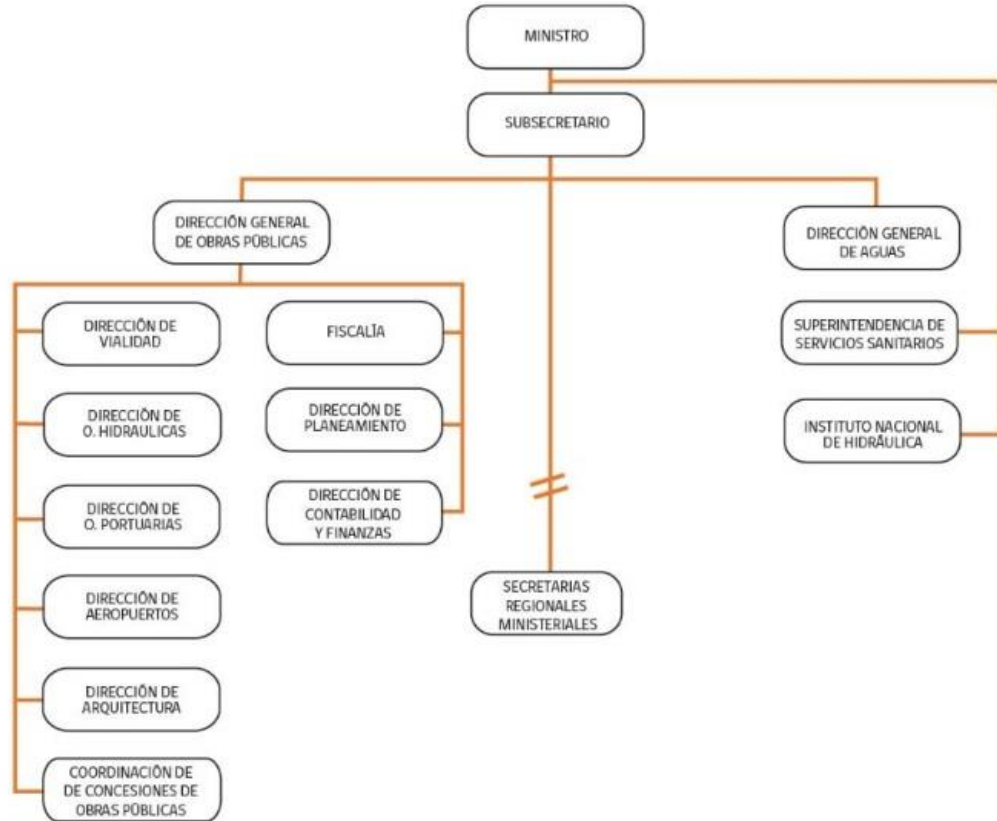 MINISTRO
SUBSECRETARIO
DIRECCIÓN GENERAL
DE OBRAS PÚBLICAS
DIRECCIÓN GENERAL
DE AGUAS
DIRECCIÓN DE
VIALIDAD
FISCALÍA
SUPERINTENDENCIA DE
SERVICIOS SANITARIOS
DIRECCIÓN DE
O. HIDRAULICAS
DIRECCIÓN DE
PLANEAMIENTO
INSTITUTO NACIONAL
DE HIDRÁULICA
DIRECCIÓN DE
O. PORTUARIAS
DIRECCIÓN DE
CONTABILIDAD
Y FINANZAS
DIRECCIÓN DE
AEROPUERTOS
SECRETARIAS
REGIONALES
MINISTERIALES
DIRECCIÓN DE
ARQUITECTURA
COORDINACIÓN DE
DE CONCESIONES DE
OBRAS PÚBLICAS